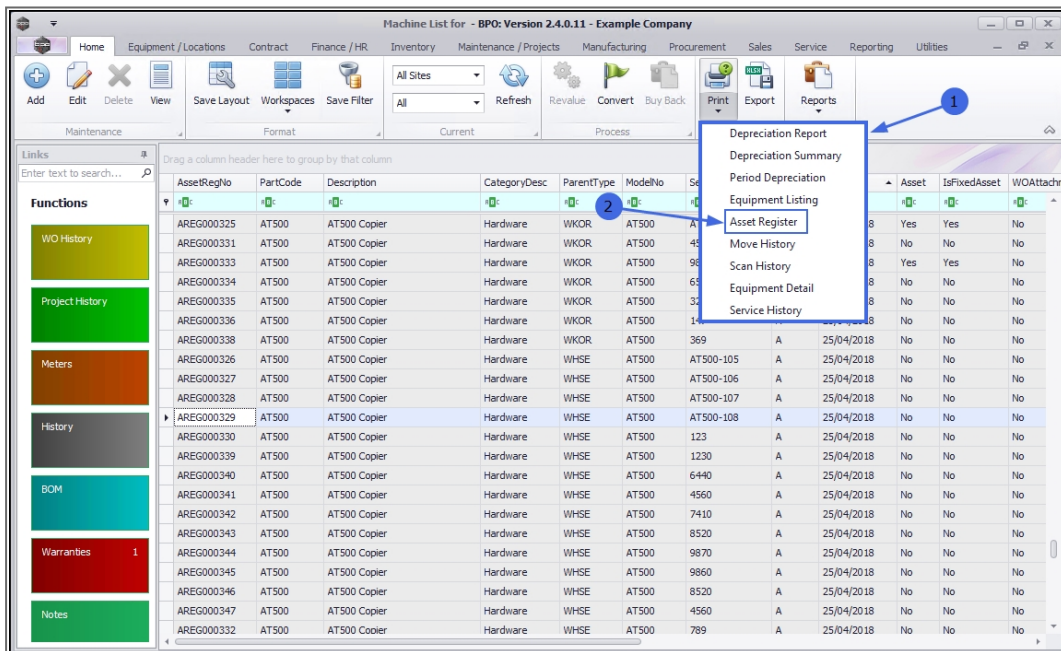 Machine List for - BPO: Version 2.4.0.11 - Example Company
Home Equipment / Locations Contract Finance / HR Inventory Maintenance / Projects Manufacturing Procurement Sales Service Reporting Utilities
All Sites
All
Add Edit Delete View Save Layout Workspaces Save Filter Refresh Revalue Convert Buy Back Print Export Reports
1
Maintenance Format Current Process
Depreciation Report
Depreciation Summary
Period Depreciation
Equipment Listing
2
Asset Register
Move History
Scan History
Equipment Detail
Service History
Links
Enter text to search...
Functions
WO History
Project History
Meters
History
BOM
Warranties 1
Notes
Drag a column header here to group by that column
AssetRegNo PartCode Description CategoryDesc ParentType ModelNo Asset IsFixedAsset
AREG000325 AT500 AT500 Copier Hardware WKOR AT500 Yes Yes No
AREG000331 AT500 AT500 Copier Hardware WKOR AT500 No No No
AREG000333 AT500 AT500 Copier Hardware WKOR AT500 Yes Yes No
AREG000334 AT500 AT500 Copier Hardware WKOR AT500 No No No
AREG000335 AT500 AT500 Copier Hardware WKOR AT500 No No No
AREG000336 AT500 AT500 Copier Hardware WKOR AT500 No No No
AREG000338 AT500 AT500 Copier Hardware WKOR AT500 369 A 25/04/2018 No No No
AREG000326 AT500 AT500 Copier Hardware WHSE AT500 AT500-105 A 25/04/2018 No No No
AREG000327 AT500 AT500 Copier Hardware WHSE AT500 AT500-106 A 25/04/2018 No No No
AREG000328 AT500 AT500 Copier Hardware WHSE AT500 AT500-107 A 25/04/2018 No No No
AREG000329 AT500 AT500 Copier Hardware WHSE AT500 AT500-108 A 25/04/2018 No No No
AREG000330 AT500 AT500 Copier Hardware WHSE AT500 123 A 25/04/2018 No No No
AREG000339 AT500 AT500 Copier Hardware WHSE AT500 1230 A 25/04/2018 No No No
AREG000340 AT500 AT500 Copier Hardware WHSE AT500 6440 A 25/04/2018 No No No
AREG000341 AT500 AT500 Copier Hardware WHSE AT500 4560 A 25/04/2018 No No No
AREG000342 AT500 AT500 Copier Hardware WHSE AT500 7410 A 25/04/2018 No No No
AREG000343 AT500 AT500 Copier Hardware WHSE AT500 8520 A 25/04/2018 No No No
AREG000344 AT500 AT500 Copier Hardware WHSE AT500 9870 A 25/04/2018 No No No
AREG000345 AT500 AT500 Copier Hardware WHSE AT500 9860 A 25/04/2018 No No No
AREG000346 AT500 AT500 Copier Hardware WHSE AT500 8520 A 25/04/2018 No No No
AREG000347 AT500 AT500 Copier Hardware WHSE AT500 4560 A 25/04/2018 No No No
AREG000332 AT500 AT500 Copier Hardware WHSE AT500 789 A 25/04/2018 No No No